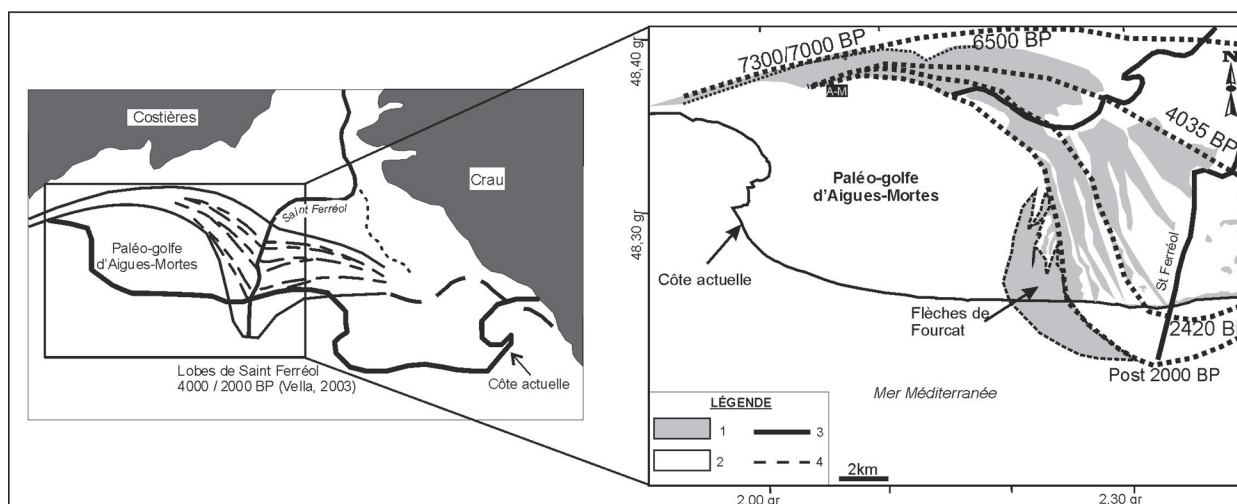 Costières
Crau
Saint Ferréol
Paléo-golfe
d'Aigues-Mortes
Lobes de Saint Ferréol
4000 / 2000 BP (Vella, 2003)
Côte actuelle
48,40 gr
48,30 gr
7300/7000 BP
6500 BP
N
A-M
4035 BP
Paléo-golfe
d'Aigues-Mortes
Côte actuelle
St Ferréol
Flèches de
Fourcat
2420 B
Post 2000 BP
Mer Méditerranée
LÉGENDE
1
3
2
4
2km
2.00 gr
2.30 gr